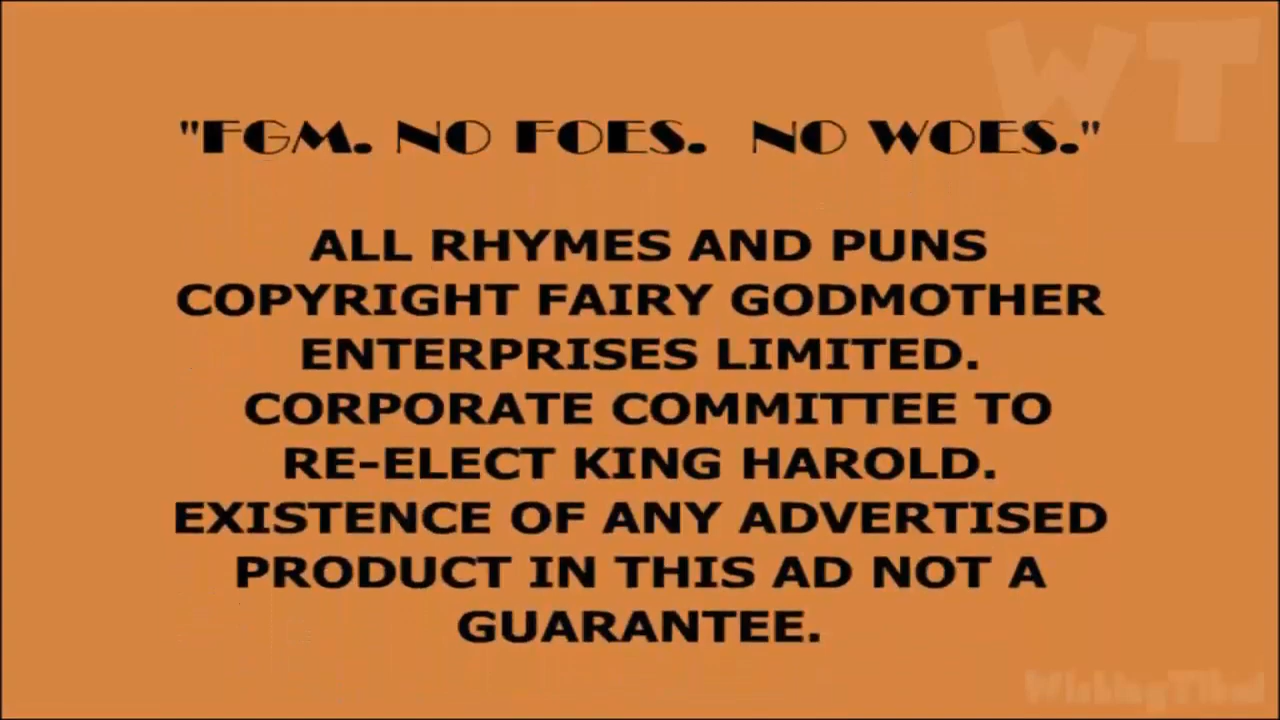 WT
"FGM. NO FOES. NO WOES."
ALL RHYMES AND PUNS
COPYRIGHT FAIRY GODMOTHER
ENTERPRISES LIMITED.
CORPORATE COMMITTEE TO
RE-ELECT KING HAROLD.
EXISTENCE OF ANY ADVERTISED
PRODUCT IN THIS AD NOT A
GUARANTEE.